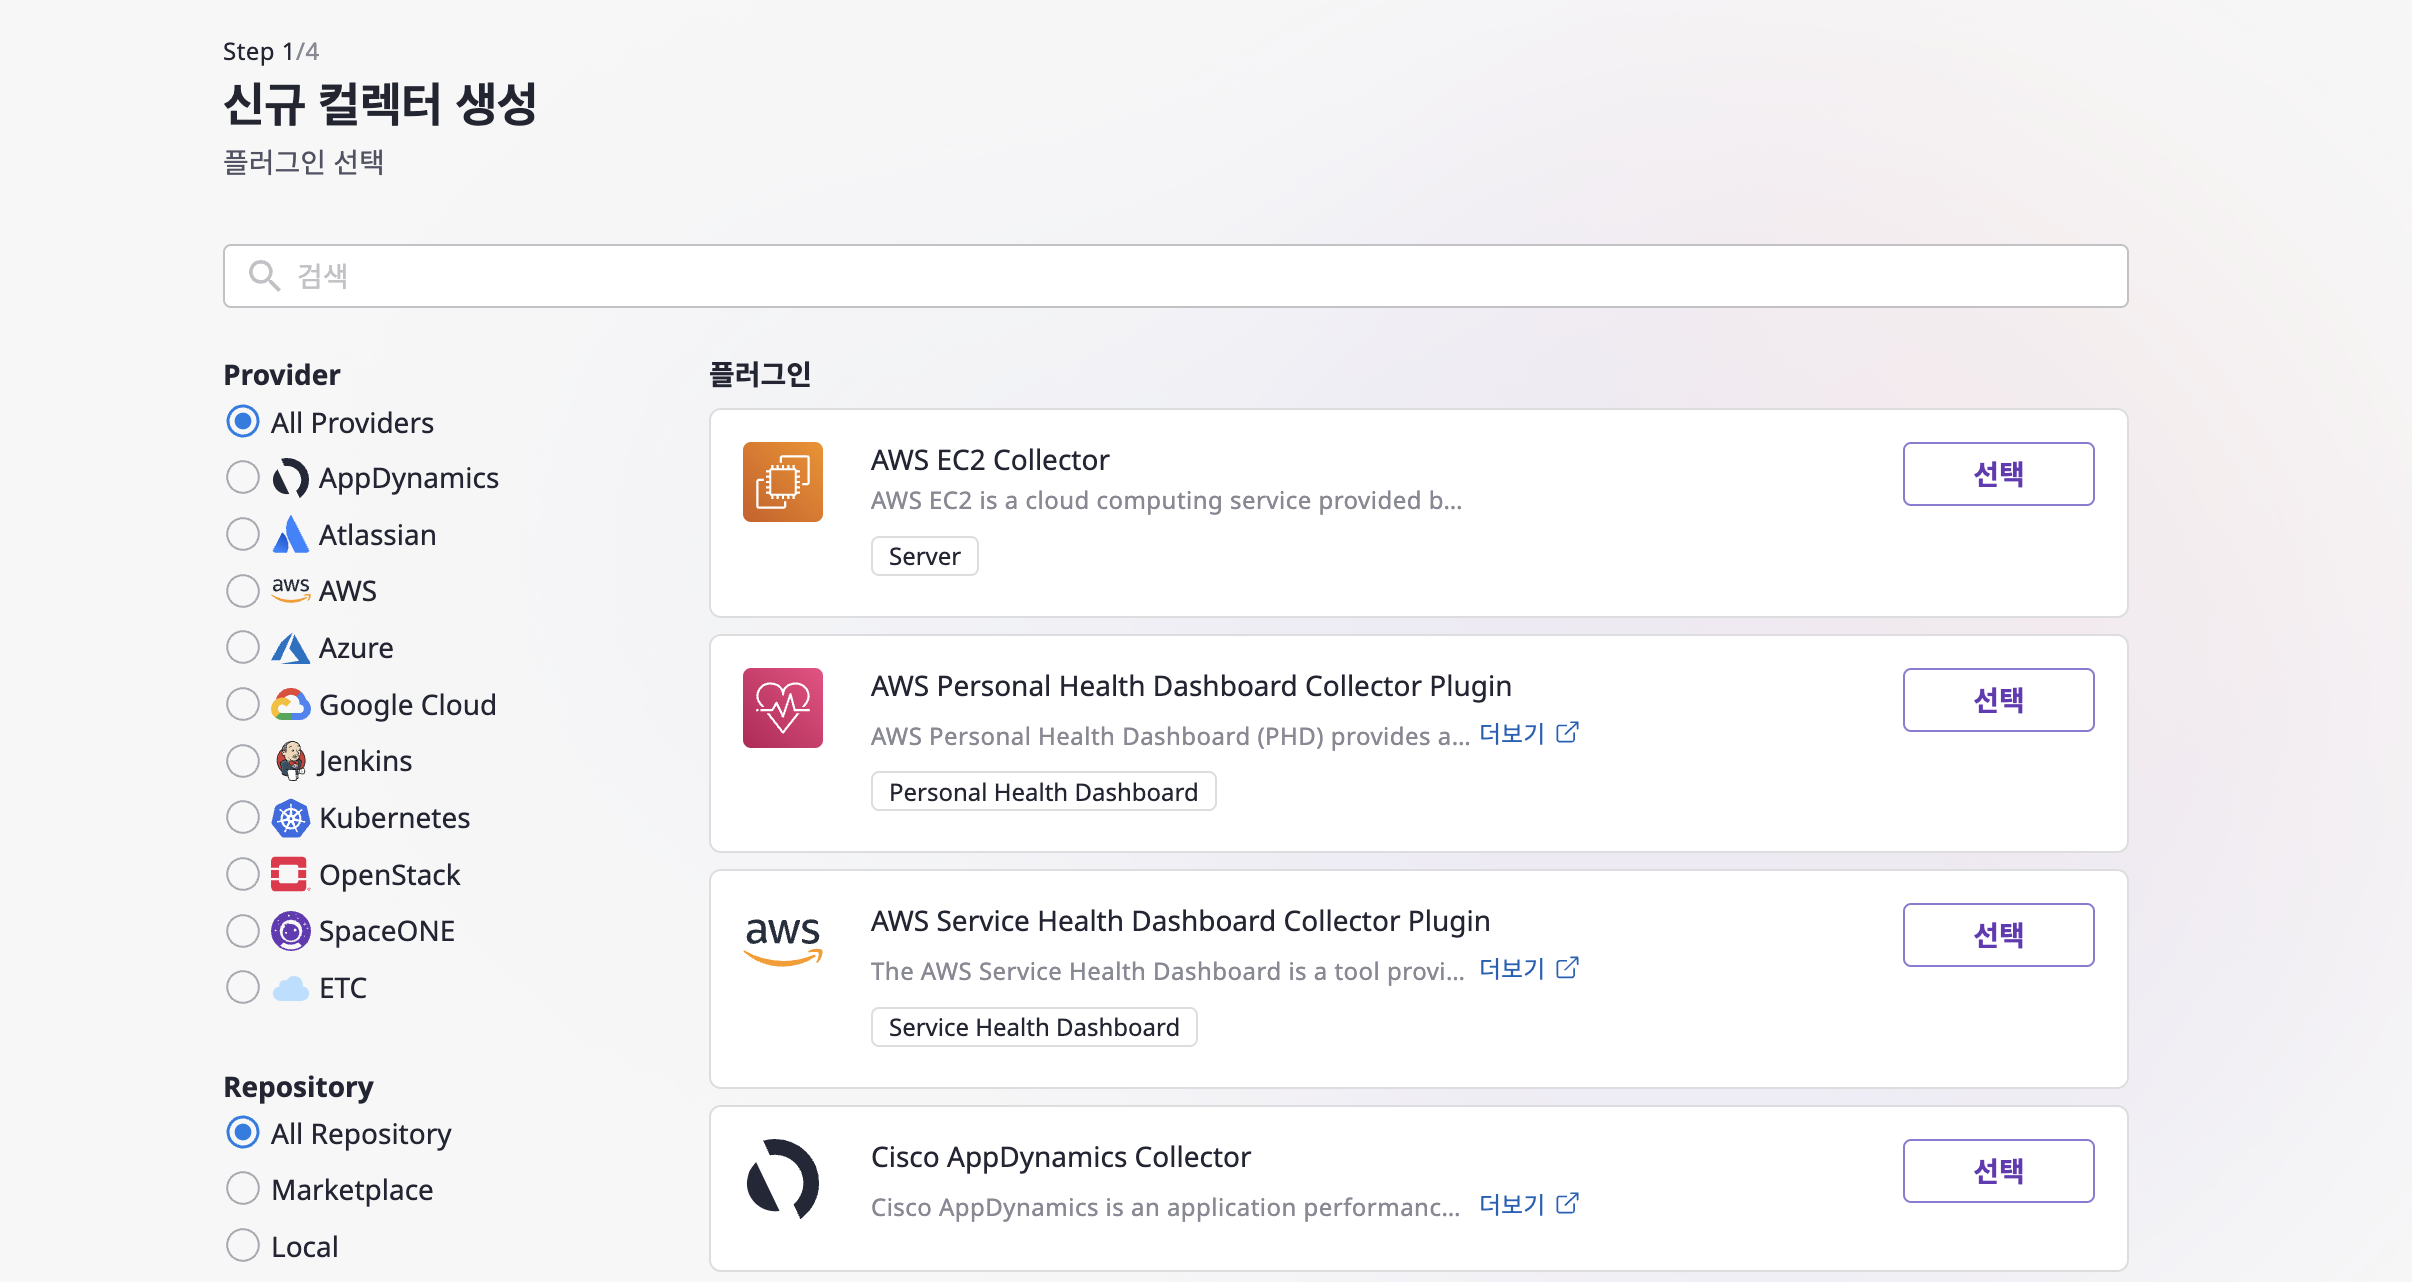 Step 1/4
신규 컬렉터 생성
플러그인 선택
검색
Provider
All Providers
AppDynamics
Atlassian
aws AWS
Azure
Google Cloud
Jenkins
Kubernetes
OpenStack
SpaceONE
ETC
Repository
All Repository
Marketplace
Local
플러그인
AWS EC2 Collector
AWS EC2 is a cloud computing service provided b...
Server
선택
AWS Personal Health Dashboard Collector Plugin
AWS Personal Health Dashboard (PHD) provides a... 더보기
Personal Health Dashboard
선택
aws
AWS Service Health Dashboard Collector Plugin
The AWS Service Health Dashboard is a tool provi... 더보기
Service Health Dashboard
선택
Cisco AppDynamics Collector
Cisco AppDynamics is an application performanc... 더보기
선택